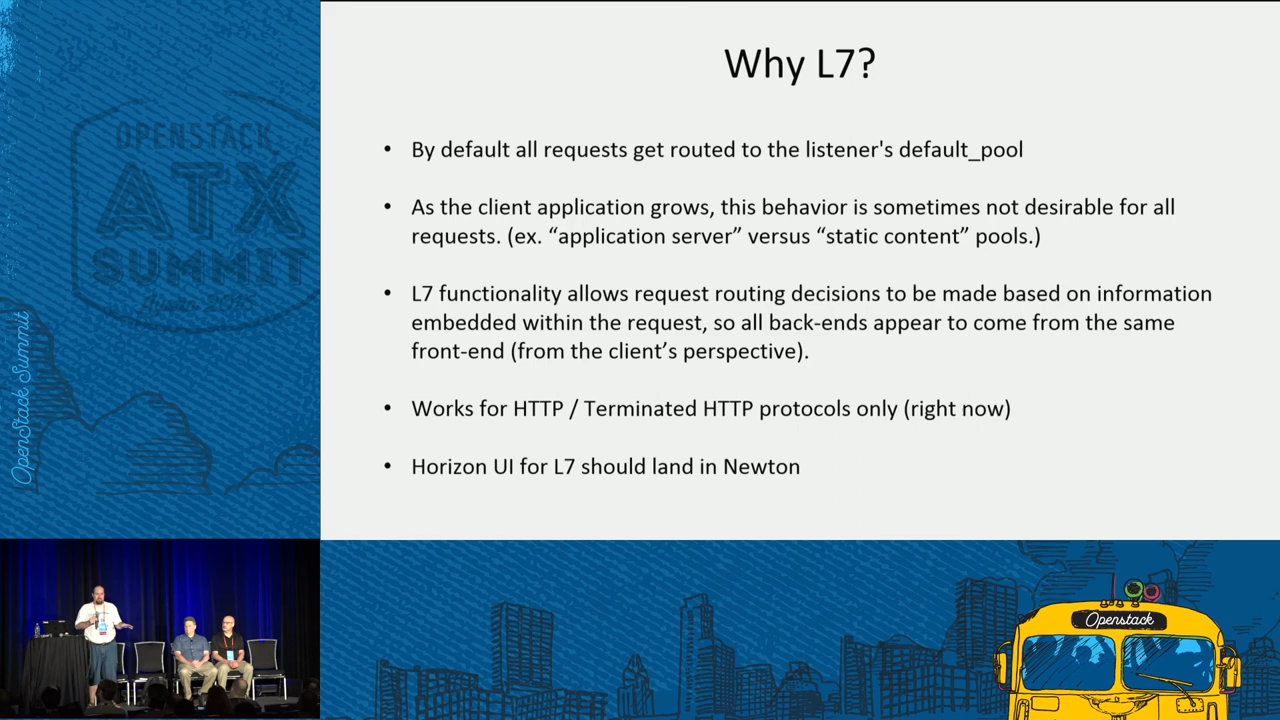 Why L7?
• By default all requests get routed to the listener's default_pool
• As the client application grows, this behavior is sometimes not desirable for all
requests. (ex. “application server” versus “static content” pools.)
• L7 functionality allows request routing decisions to be made based on information
embedded within the request, so all back-ends appear to come from the same
front-end (from the client’s perspective).
• Works for HTTP / Terminated HTTP protocols only (right now)
• Horizon UI for L7 should land in Newton
OPENSTACK
ATX
SUMMIT
Austin 2016
OpenStack Summit
Openstack